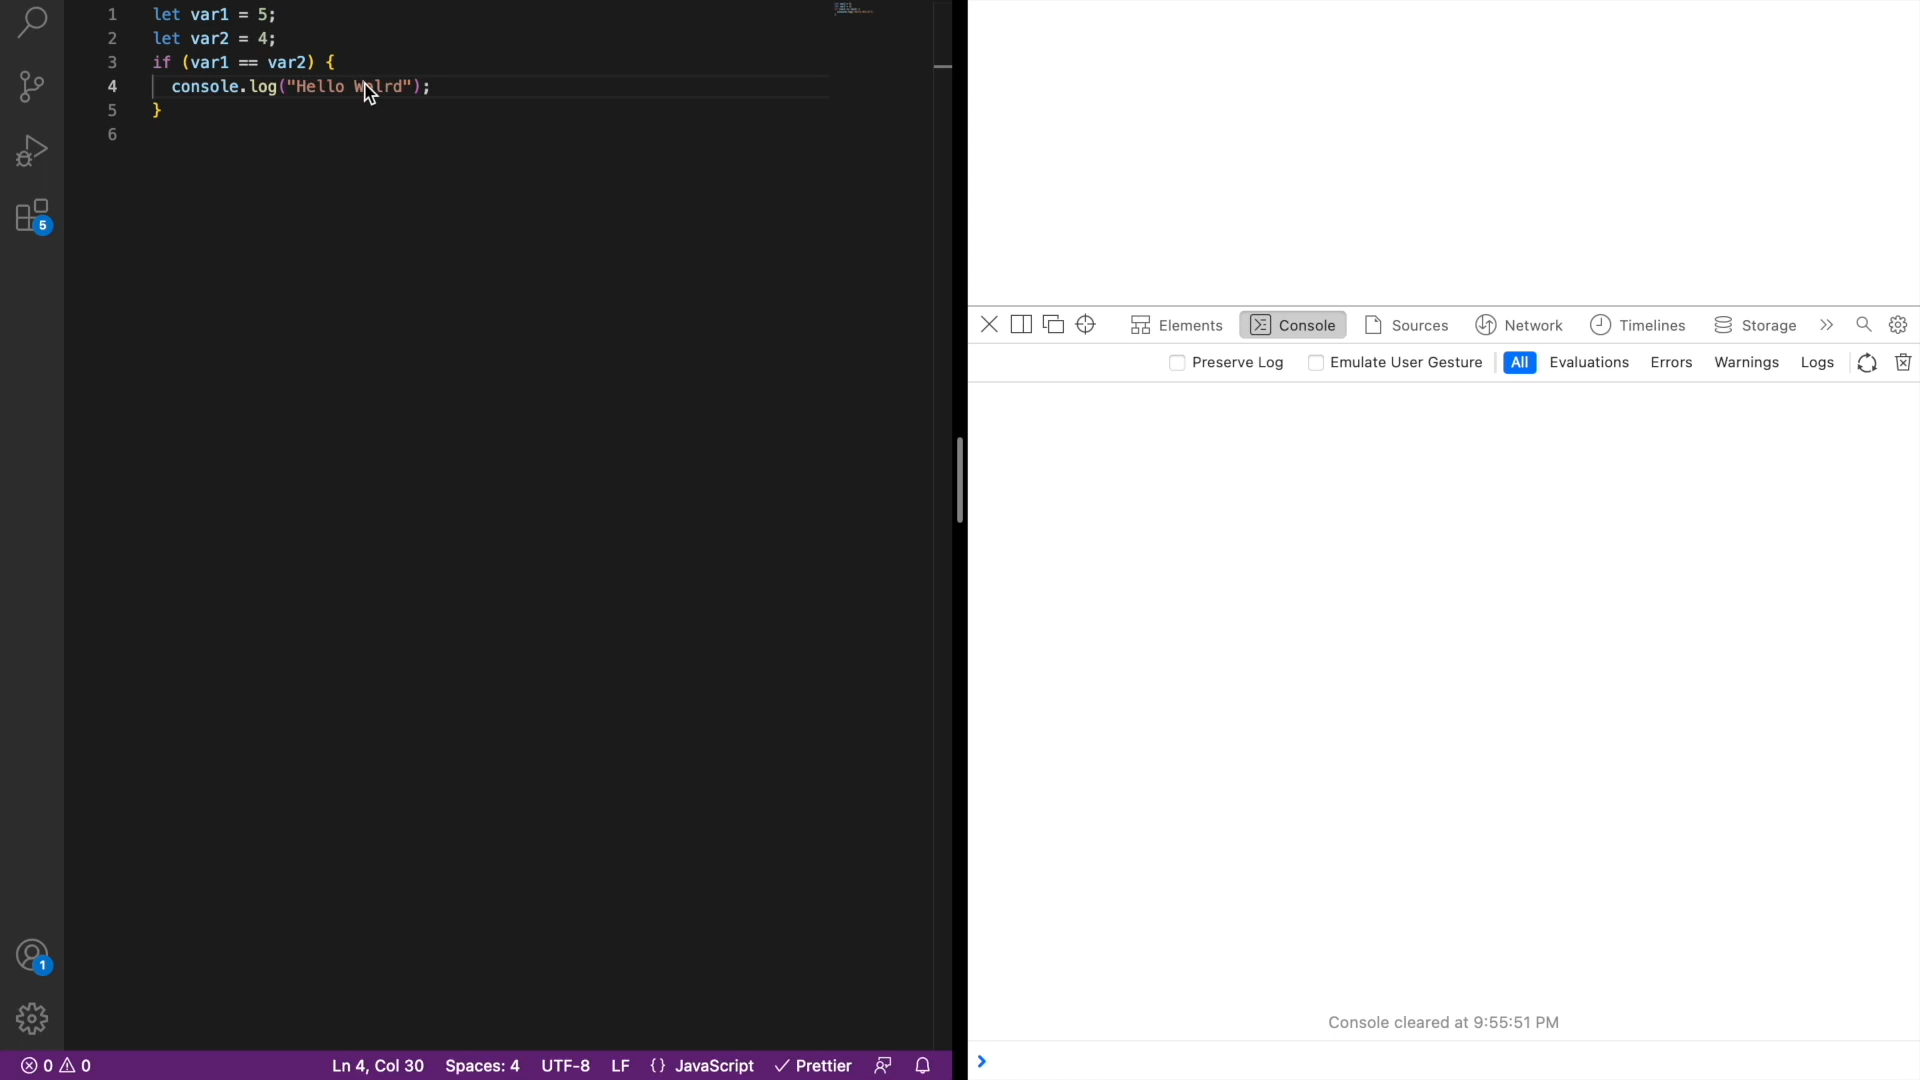 1 let var1 = 5;
2 let var2 = 4;
3 if (var1 == var2) {
4 console.log("Hello Wolrd");
5 }
6
5
1
0 0
Ln 4, Col 30 Spaces: 4 UTF-8 LF {} JavaScript Prettier
Elements Console Sources Network Timelines Storage
Preserve Log Emulate User Gesture All Evaluations Errors Warnings Logs
Console cleared at 9:55:51 PM